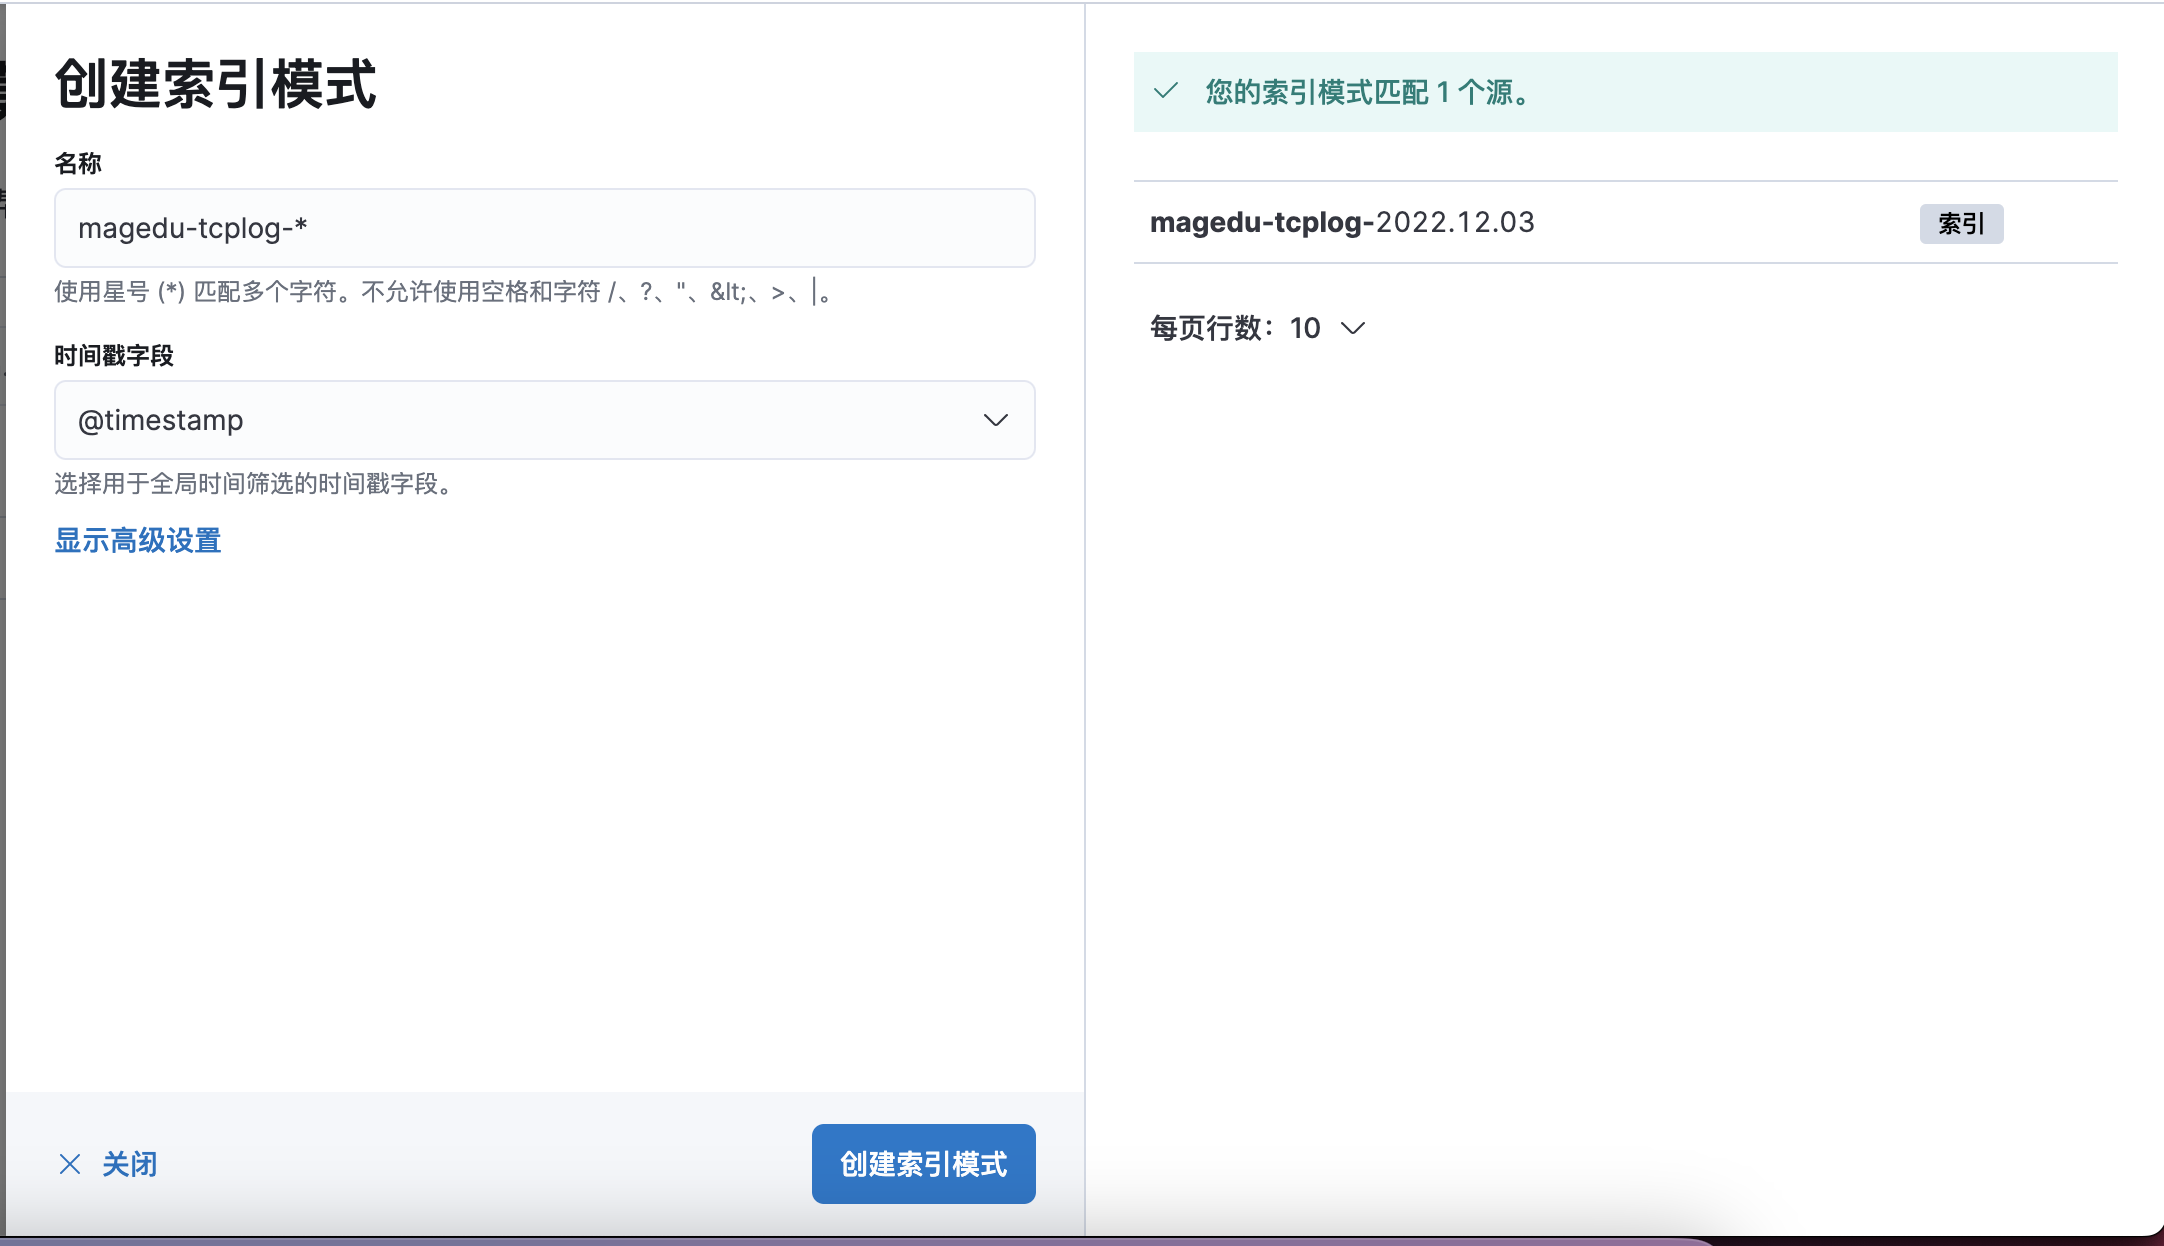 创建索引模式
名称
magedu-tcplog-*
使用星号 (*) 匹配多个字符。不允许使用空格和字符 /、?、"、&lt;、>、|。
时间戳字段
@timestamp
选择用于全局时间筛选的时间戳字段。
显示高级设置
关闭
创建索引模式
您的索引模式匹配 1 个源。
magedu-tcplog-2022.12.03
索引
每页行数：10